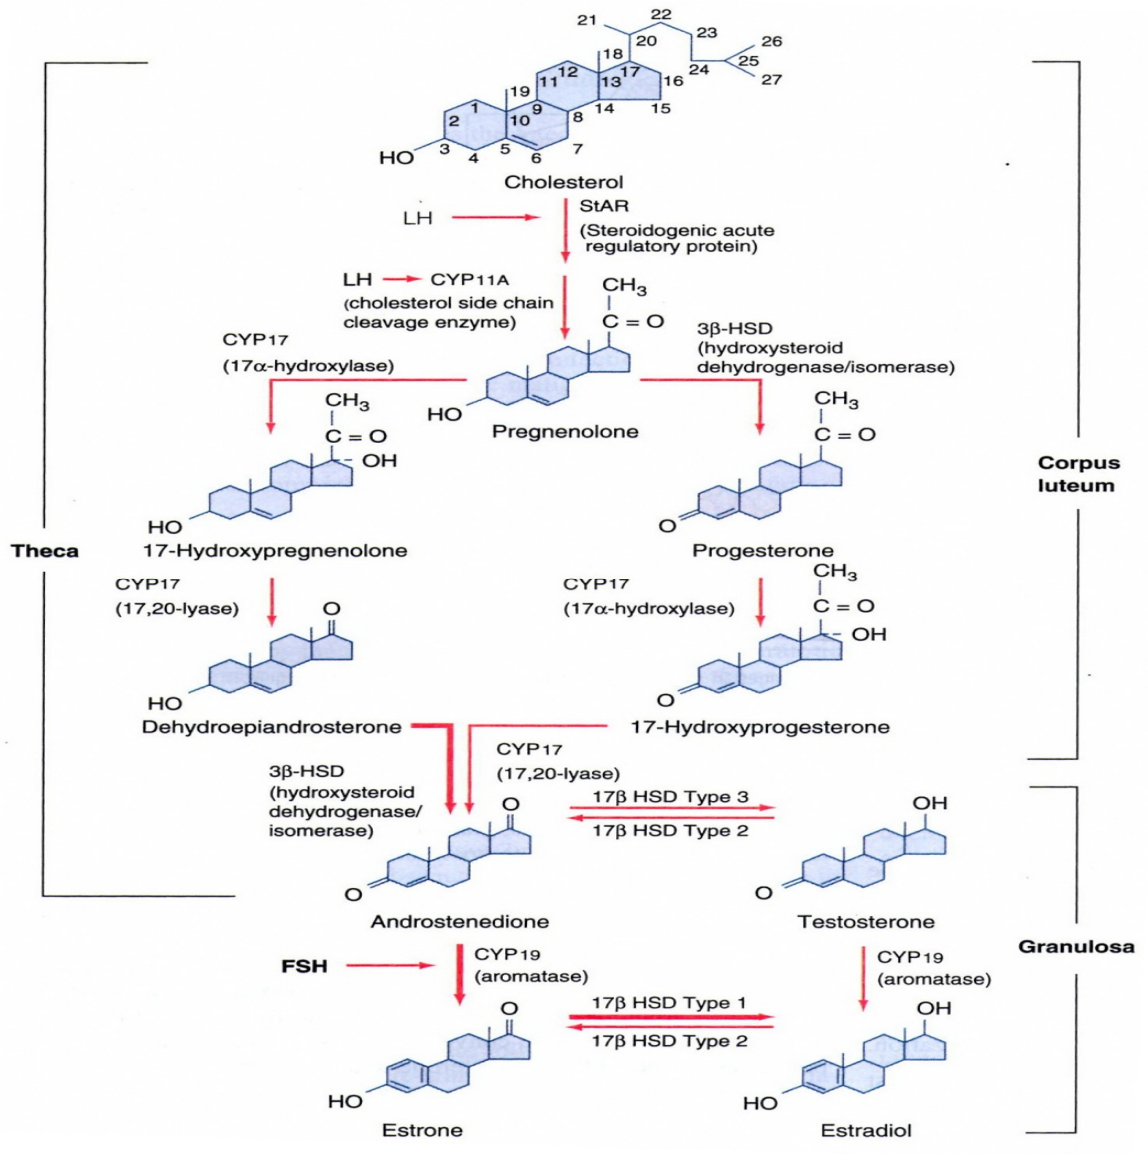 22
21
23
20
26
18
25
12
17
24
11
13
16
27
19
1
9
14
15
2
10
8
3
5
7
HO
4
6
Cholesterol
StAR
LH
(Steroidogenic acute
regulatory protein)
LH
CYP11A
CH3
(cholesterol side chain
cleavage enzyme)
C = O
CYP17
(17α-hydroxylase)
3β-HSD
(hydroxysteroid
dehydrogenase/isomerase)
HO
Pregnenolone
CH3
C = O
OH
HO
17-Hydroxypregnenolone
CH3
C = O
O
Progesterone
Corpus
luteum
Theca
CYP17
(17,20-lyase)
CYP17
(17α-hydroxylase)
CH3
C = O
OH
O
HO
O
Dehydroepiandrosterone
17-Hydroxyprogesterone
3β-HSD
(hydroxysteroid
dehydrogenase/
isomerase)
CYP17
(17,20-lyase)
17β HSD Type 3
17β HSD Type 2
O
OH
O
O
Androstenedione
Testosterone
Granulosa
FSH
CYP19
(aromatase)
CYP19
(aromatase)
17β HSD Type 1
17β HSD Type 2
O
OH
HO
HO
Estrone
Estradiol